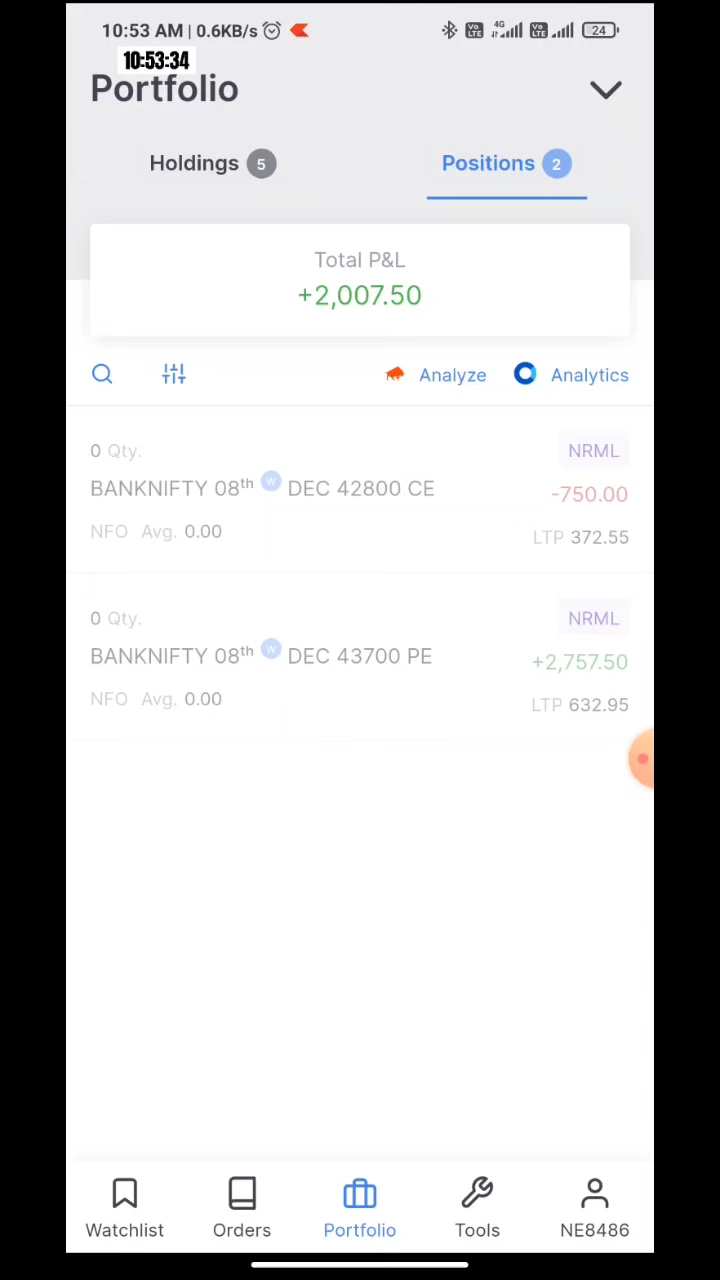 10:53 AM | 0.6KB/s
4G
24
10:53:34
Portfolio
Holdings 5
Positions 2
Total P&L
+2,007.50
Analyze
Analytics
0 Qty.
NRML
BANKNIFTY 08th W DEC 42800 CE
-750.00
NFO Avg. 0.00
LTP 372.55
0 Qty.
NRML
BANKNIFTY 08th W DEC 43700 PE
+2,757.50
NFO Avg. 0.00
LTP 632.95
Watchlist
Orders
Portfolio
Tools
NE8486